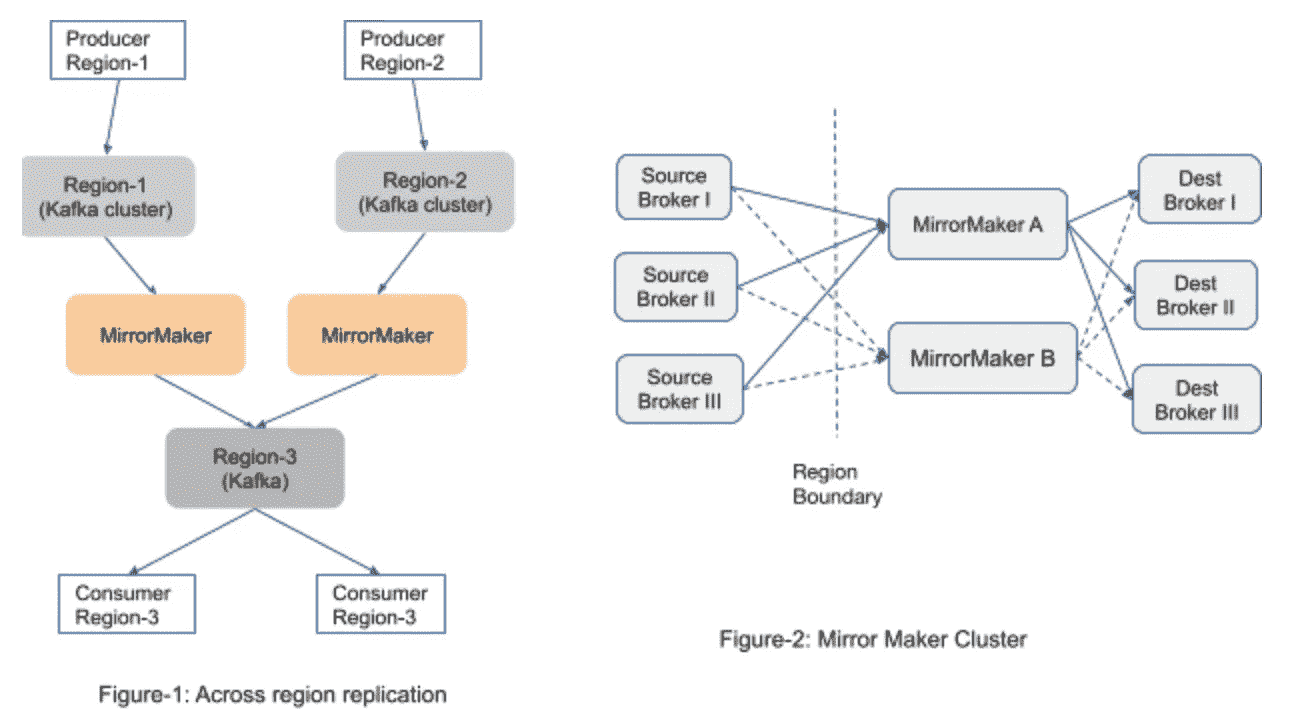 Producer
Region-1
Producer
Region-2
Region-1
(Kafka cluster)
Region-2
(Kafka cluster)
MirrorMaker
MirrorMaker
Region-3
(Kafka)
Consumer
Region-3
Consumer
Region-3
Figure-1: Across region replication
Source
Broker I
Source
Broker II
Source
Broker III
MirrorMaker A
MirrorMaker B
Dest
Broker I
Dest
Broker II
Dest
Broker III
Region
Boundary
Figure-2: Mirror Maker Cluster